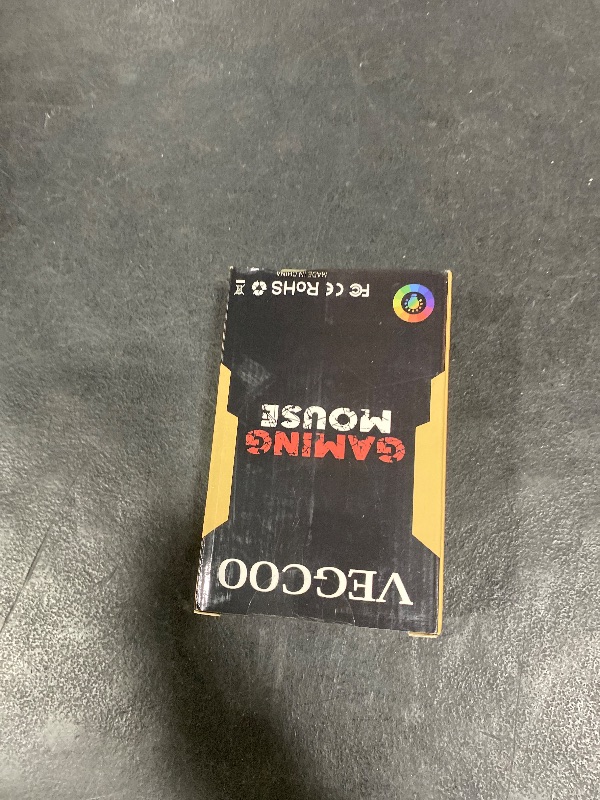 VEGCOO
GAMING
MOUSE
FC CE RoHS
MADE IN CHINA